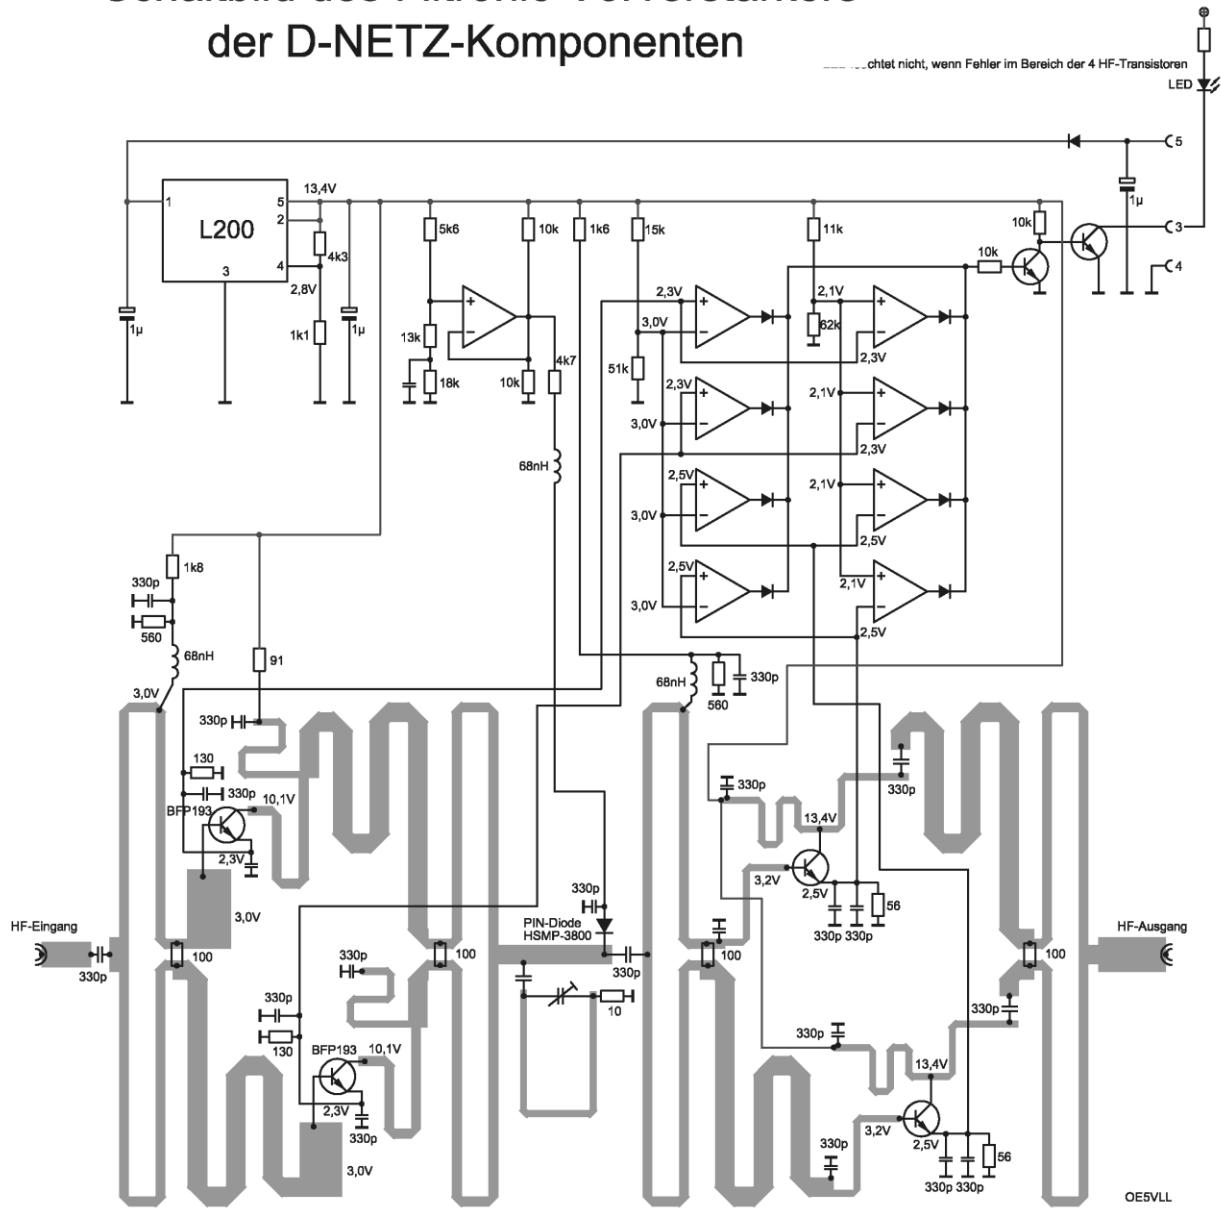 der D-NETZ-Komponenten
nicht, wenn Fehler im Bereich der 4 HF-Transistoren
LED
5
1µ
3
4
13,4V
1
5
L200
2
4k3
4
3
2,8V
1µ
1k1
1µ
5k6
10k
1k6
15k
11k
10k
10k
+
−
13k
18k
10k
4k7
68nH
2,3V
+
3,0V
−
51k
2,1V
+
62k
−
2,3V
2,3V
+
3,0V
−
2,1V
+
−
2,3V
2,5V
+
3,0V
−
2,1V
+
−
2,5V
2,5V
+
3,0V
−
2,1V
+
−
2,5V
1k8
330p
560
68nH
91
3,0V
330p
130
330p
BFP193
10,1V
2,3V
3,0V
HF-Eingang
330p
100
330p
100
330p
130
BFP193
10,1V
2,3V
330p
3,0V
330p
PIN-Diode
HSMP-3800
330p
10
68nH
560
330p
330p
13,4V
330p
3,2V
2,5V
56
330p 330p
100
100
HF-Ausgang
330p
330p
13,4V
3,2V
2,5V
330p
56
330p 330p
OE5VLL